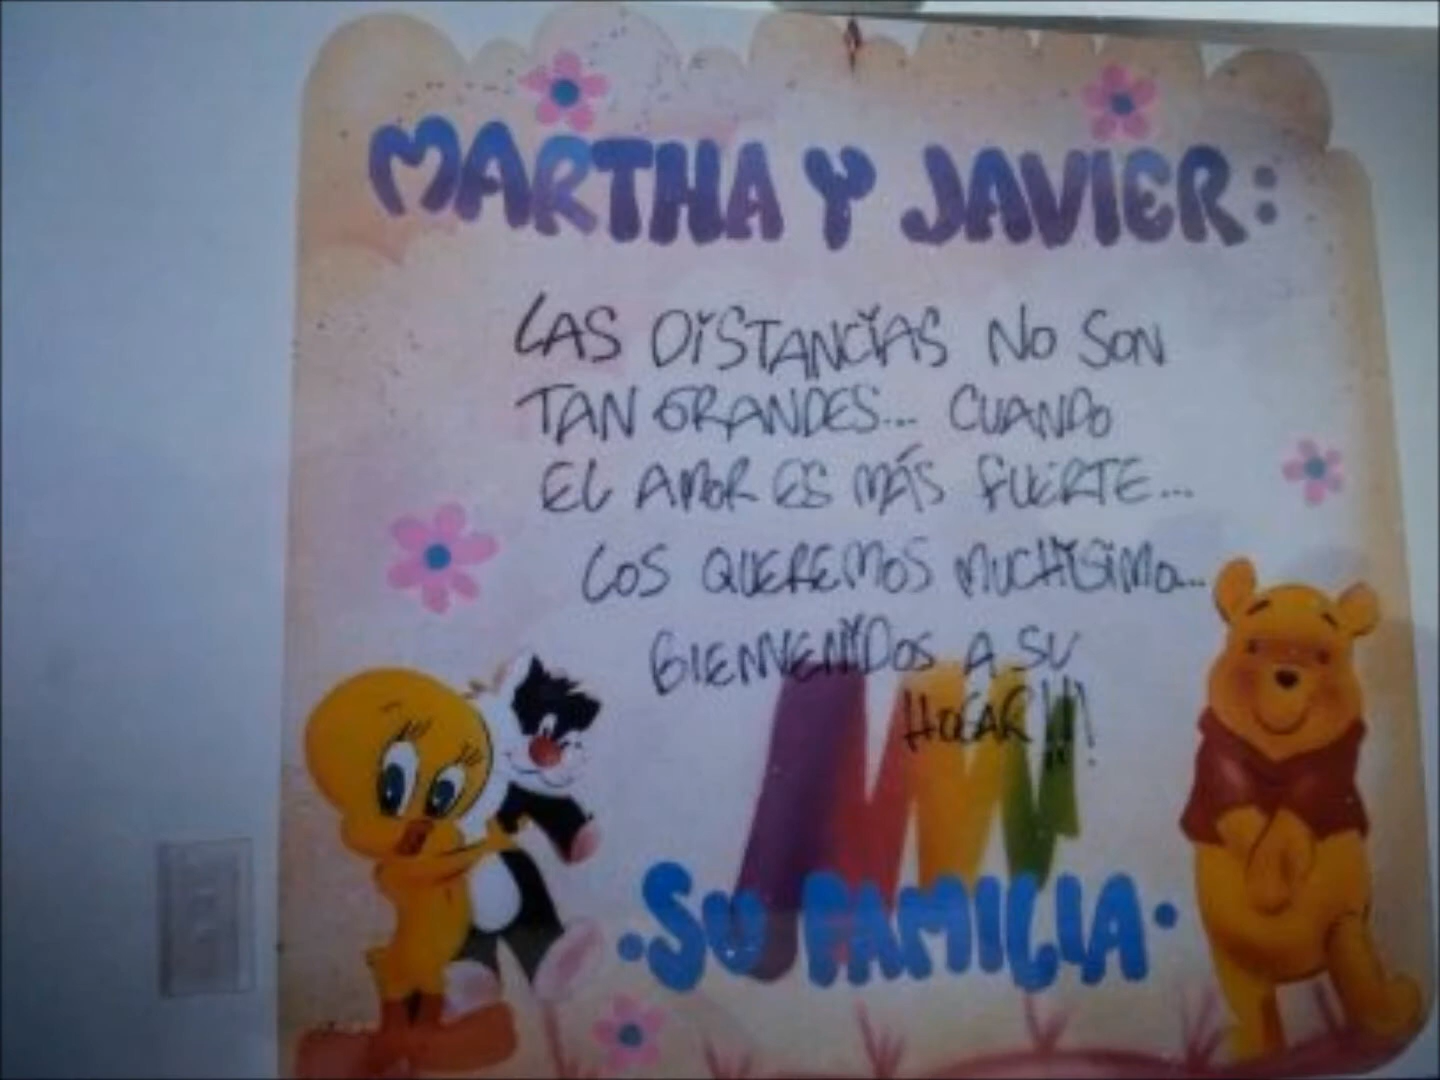 MARTHA Y JAVIER:
LAS DISTANCIAS NO SON
TAN GRANDES... CUANDO
EL AMOR ES MÁS FUERTE...
LOS QUEREMOS MUCHISIMO...
BIENVENIDOS A SU
HOGAR!!!
•SU FAMILIA•